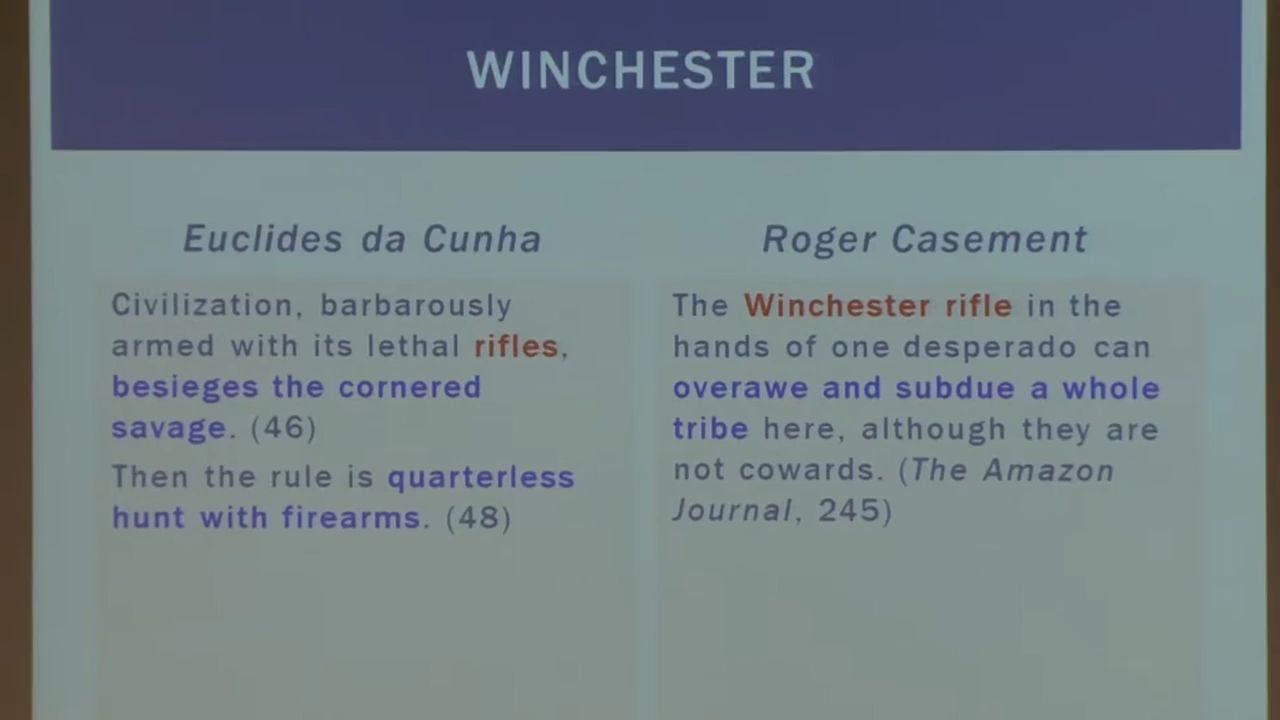 WINCHESTER
Euclides da Cunha
Civilization, barbarously
armed with its lethal rifles,
besieges the cornered
savage. (46)
Then the rule is quarterless
hunt with firearms. (48)
Roger Casement
The Winchester rifle in the
hands of one desperado can
overawe and subdue a whole
tribe here, although they are
not cowards. (The Amazon
Journal, 245)